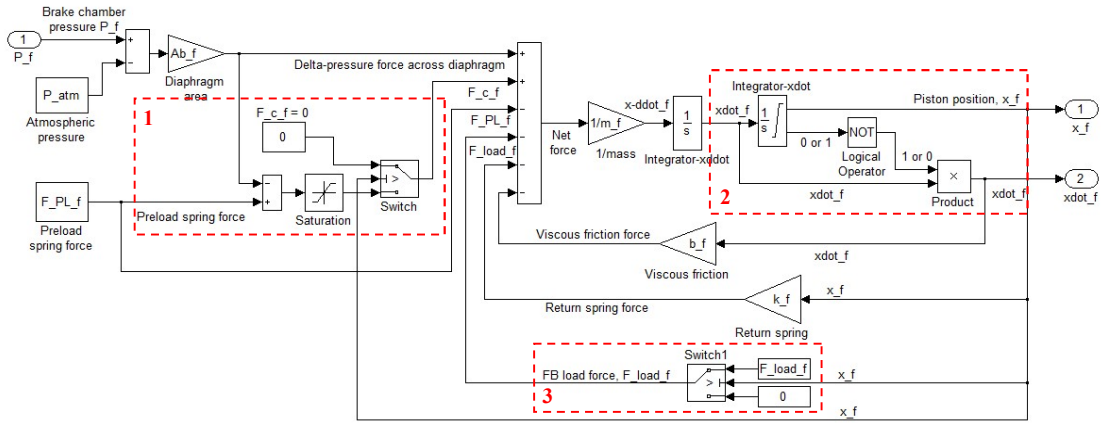 Brake chamber
pressure P_f
1
P_f
+
−
Ab_f
Diaphragm
area
P_atm
Atmospheric
pressure
Delta-pressure force across diaphragm
F_c_f
F_PL_f
F_load_f
+
+
−
−
−
−
Net
force
1/m_f
1/mass
x-ddot_f
1
s
Integrator-xddot
xdot_f
Integrator-xdot
1
s
Piston position, x_f
1
x_f
0 or 1
NOT
Logical
Operator
1 or 0
×
Product
xdot_f
2
xdot_f
xdot_f
2
1
F_c_f = 0
0
−
+
Saturation
>
Switch
F_PL_f
Preload
spring force
Preload spring force
Viscous friction force
b_f
Viscous friction
xdot_f
Return spring force
k_f
Return spring
x_f
Switch1
FB load force, F_load_f
>
F_load_f
0
x_f
3
x_f